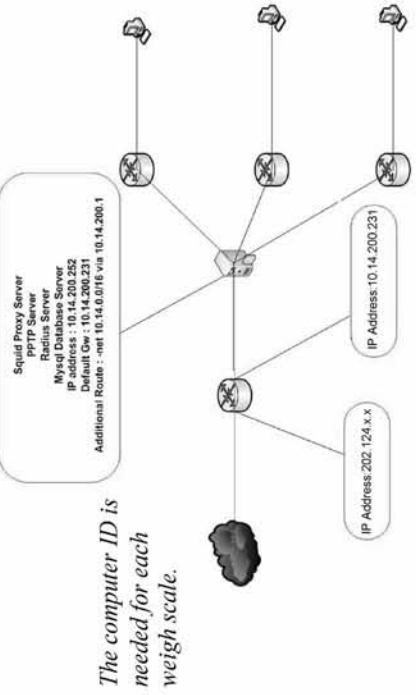 Squid Proxy Server
PPTP Server
Radius Server
Mysql Database Server
IP address : 10.14.200.252
Default Gw : 10.14.200.231
Additional Route : -net 10.14.0.0/16 via 10.14.200.1
The computer ID is
needed for each
weigh scale.
IP Address:202.124.x.x
IP Address:10.14.200.231